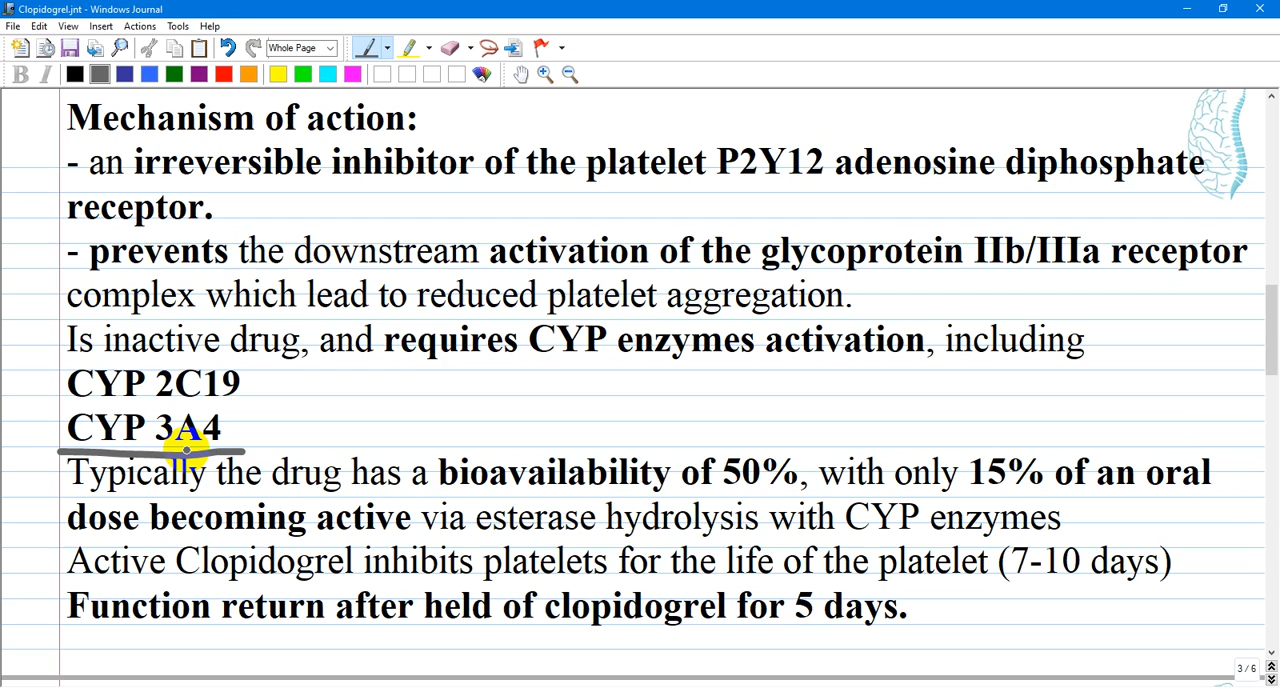 Clopidogrel.jnt - Windows Journal
File Edit View Insert Actions Tools Help
Whole Page
B I
Mechanism of action:
- an irreversible inhibitor of the platelet P2Y12 adenosine diphosphate
receptor.
- prevents the downstream activation of the glycoprotein IIb/IIIa receptor
complex which lead to reduced platelet aggregation.
Is inactive drug, and requires CYP enzymes activation, including
CYP 2C19
CYP 3A4
Typically the drug has a bioavailability of 50%, with only 15% of an oral
dose becoming active via esterase hydrolysis with CYP enzymes
Active Clopidogrel inhibits platelets for the life of the platelet (7-10 days)
Function return after held of clopidogrel for 5 days.
3 / 6